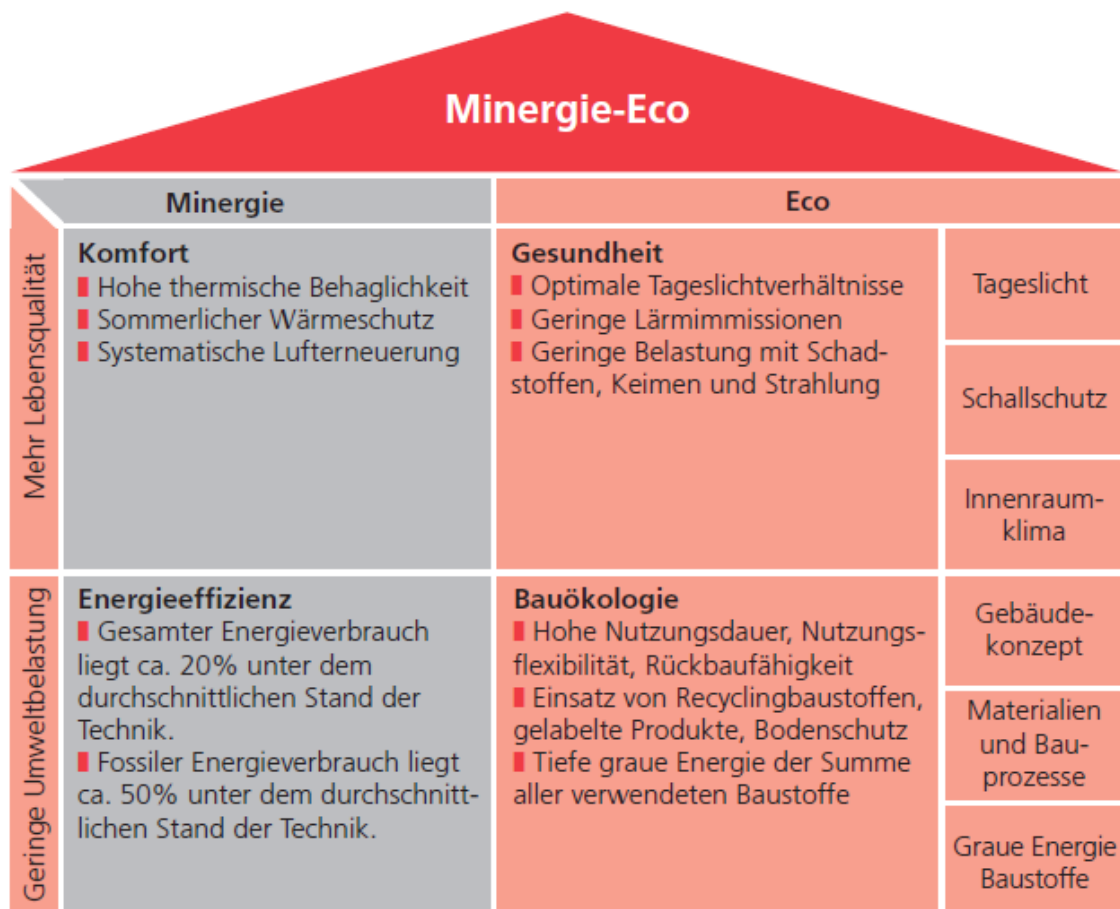 Minergie-Eco
Minergie
Eco
Mehr Lebensqualität
Komfort
Hohe thermische Behaglichkeit
Sommerlicher Wärmeschutz
Systematische Lufterneuerung
Gesundheit
Optimale Tageslichtverhältnisse
Geringe Lärmimmissionen
Geringe Belastung mit Schad-
stoffen, Keimen und Strahlung
Tageslicht
Schallschutz
Innenraum-
klima
Geringe Umweltbelastung
Energieeffizienz
Gesamter Energieverbrauch
liegt ca. 20% unter dem
durchschnittlichen Stand der
Technik.
Fossiler Energieverbrauch liegt
ca. 50% unter dem durchschnitt-
lichen Stand der Technik.
Bauökologie
Hohe Nutzungsdauer, Nutzungs-
flexibilität, Rückbaufähigkeit
Einsatz von Recyclingbaustoffen,
gelabelte Produkte, Bodenschutz
Tiefe graue Energie der Summe
aller verwendeten Baustoffe
Gebäude-
konzept
Materialien
und Bau-
prozesse
Graue Energie
Baustoffe